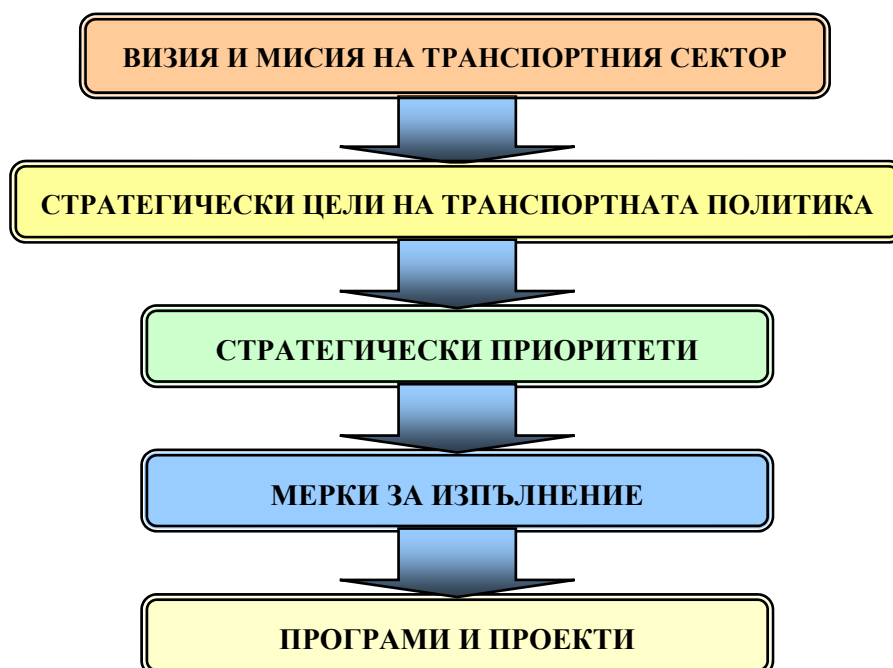 ВИЗИЯ И МИСИЯ НА ТРАНСПОРТНИЯ СЕКТОР
СТРАТЕГИЧЕСКИ ЦЕЛИ НА ТРАНСПОРТНАТА ПОЛИТИКА
СТРАТЕГИЧЕСКИ ПРИОРИТЕТИ
МЕРКИ ЗА ИЗПЪЛНЕНИЕ
ПРОГРАМИ И ПРОЕКТИ